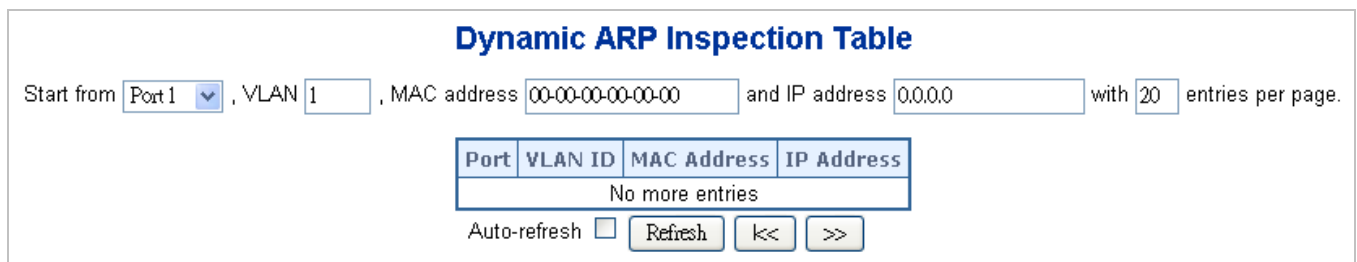 Dynamic ARP Inspection Table
Start from Port 1 , VLAN 1 , MAC address 00-00-00-00-00-00 and IP address 0.0.0.0 with 20 entries per page.
Port VLAN ID MAC Address IP Address
No more entries
Auto-refresh Refresh |<< >>